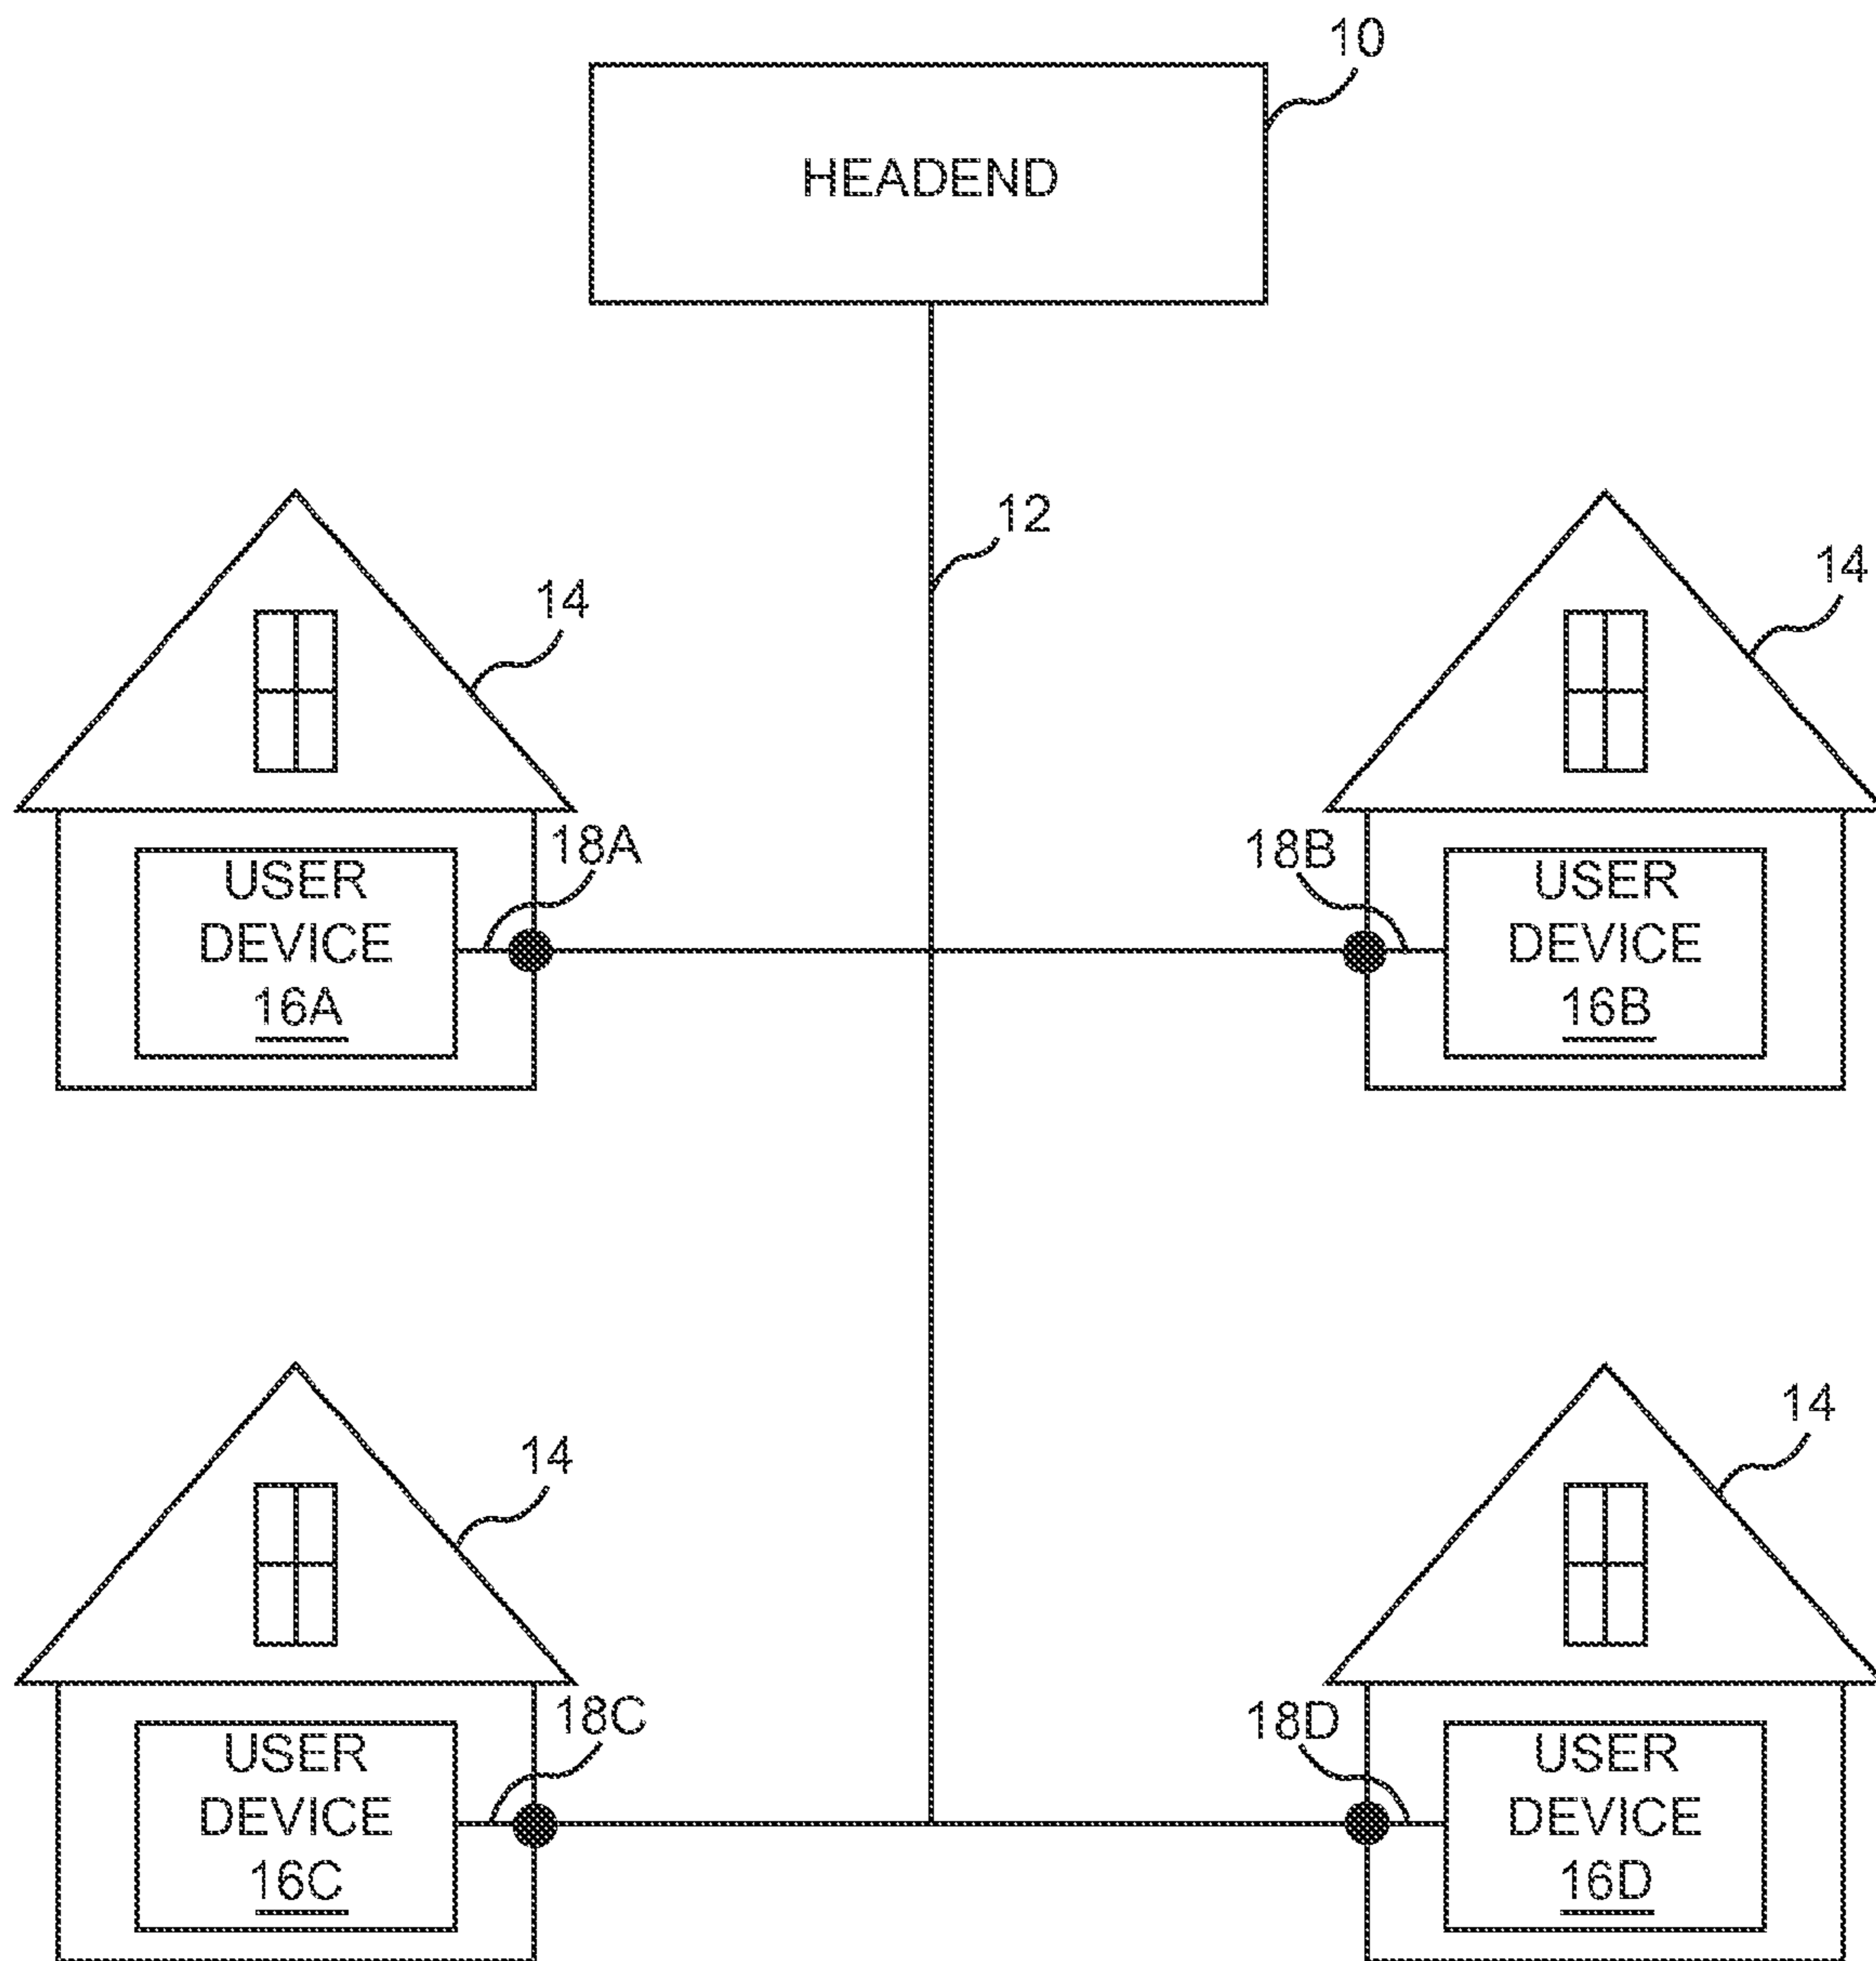 10
HEADEND
12
14
14
18A
18B
USER
DEVICE
16A
USER
DEVICE
16B
14
14
18C
18D
USER
DEVICE
16C
USER
DEVICE
16D